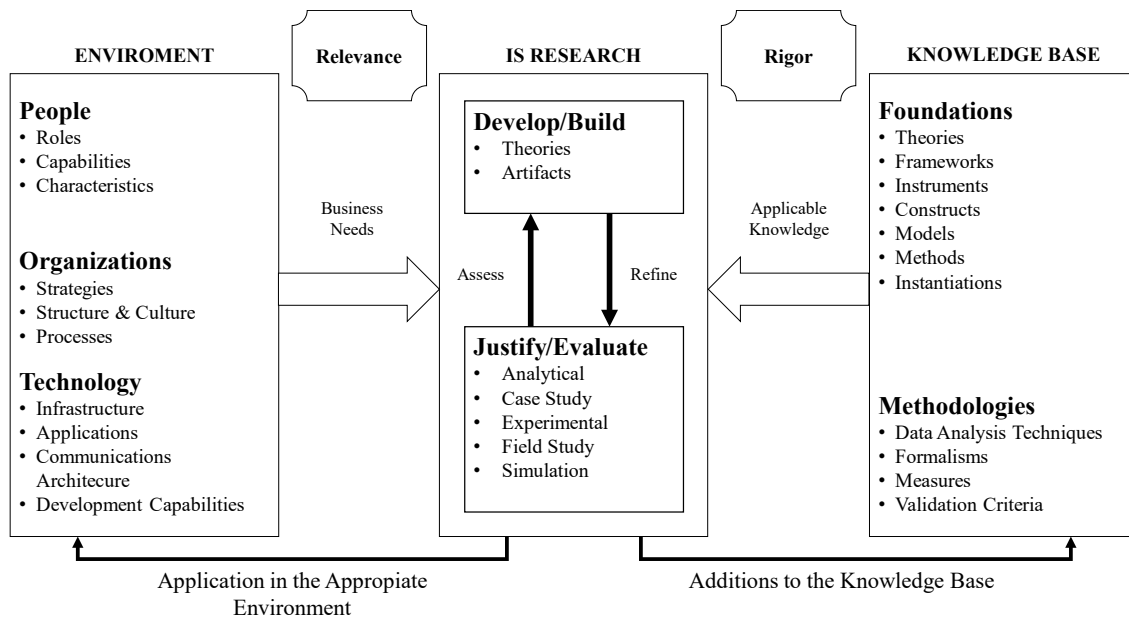 ENVIROMENT
Relevance
IS RESEARCH
Rigor
KNOWLEDGE BASE
People
• Roles
• Capabilities
• Characteristics
Organizations
• Strategies
• Structure & Culture
• Processes
Technology
• Infrastructure
• Applications
• Communications
Architecure
• Development Capabilities
Business
Needs
Develop/Build
• Theories
• Artifacts
Assess
Refine
Justify/Evaluate
• Analytical
• Case Study
• Experimental
• Field Study
• Simulation
Applicable
Knowledge
Foundations
• Theories
• Frameworks
• Instruments
• Constructs
• Models
• Methods
• Instantiations
Methodologies
• Data Analysis Techniques
• Formalisms
• Measures
• Validation Criteria
Application in the Appropiate
Environment
Additions to the Knowledge Base